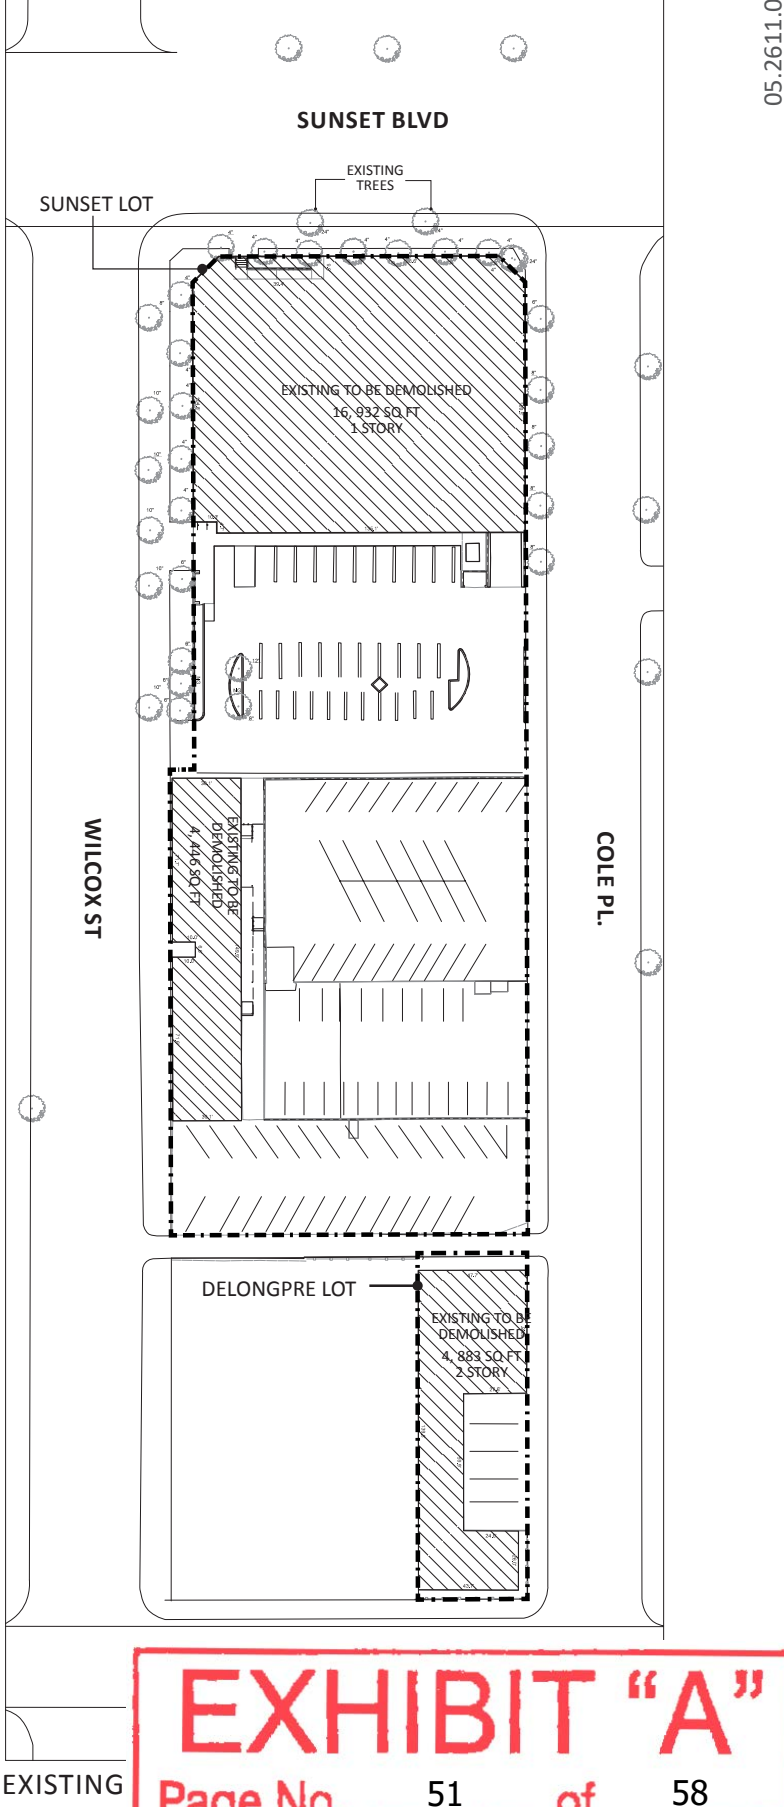 05.2611.0
SUNSET BLVD
EXISTING
TREES
SUNSET LOT
EXISTING TO BE DEMOLISHED
16, 932 SQ FT
1 STORY
WILCOX ST
EXISTING TO BE
DEMOLISHED
4, 446 SQ FT
COLE PL.
DELONGPRE LOT
EXISTING TO BE
DEMOLISHED
4, 883 SQ FT
2 STORY
EXHIBIT “A”
EXISTING
Page No. 51 of 58